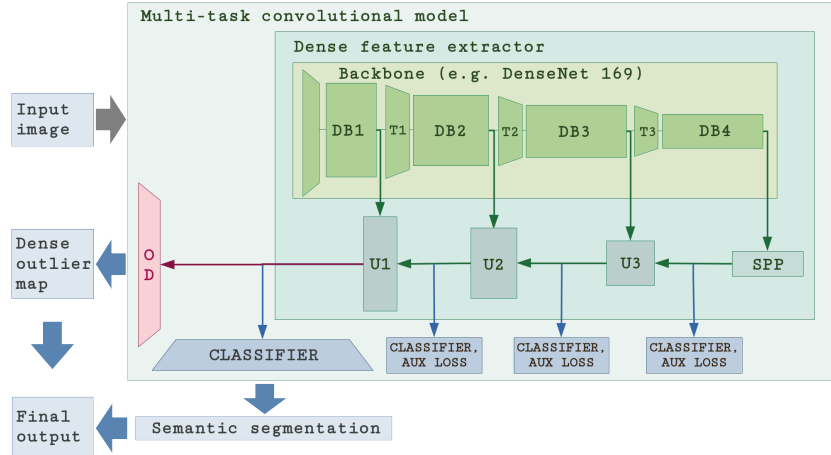 Multi-task convolutional model
Dense feature extractor
Backbone (e.g. DenseNet 169)
Input
image
DB1
T1
DB2
T2
DB3
T3
DB4
O
D
Dense
outlier
map
U1
U2
U3
SPP
CLASSIFIER
CLASSIFIER,
AUX LOSS
CLASSIFIER,
AUX LOSS
CLASSIFIER,
AUX LOSS
Final
output
Semantic segmentation